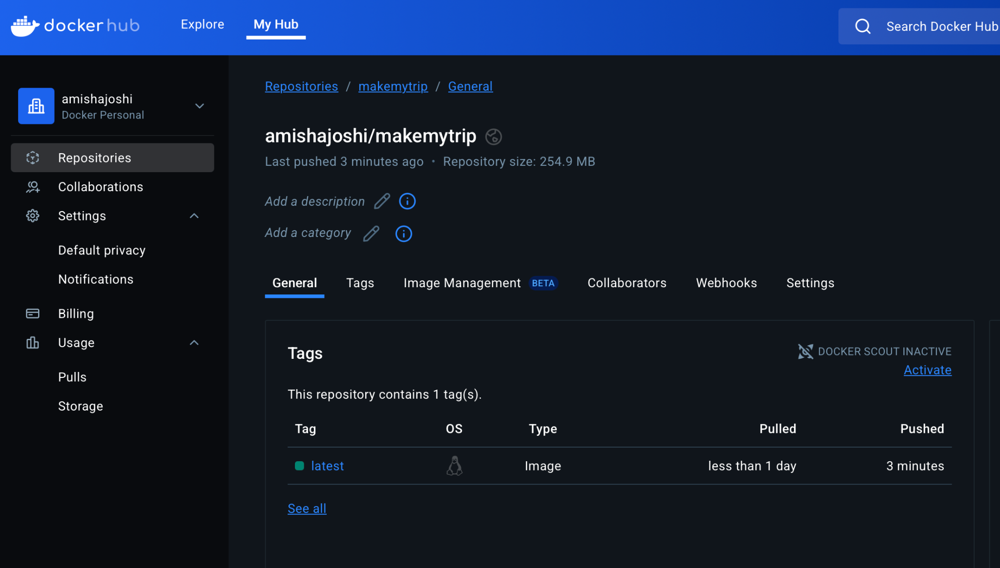 docker hub
Explore
My Hub
Search Docker Hub
amishajoshi
Docker Personal
Repositories
Collaborations
Settings
Default privacy
Notifications
Billing
Usage
Pulls
Storage
Repositories / makemytrip / General
amishajoshi/makemytrip
Last pushed 3 minutes ago • Repository size: 254.9 MB
Add a description
Add a category
General Tags Image Management BETA Collaborators Webhooks Settings
Tags
DOCKER SCOUT INACTIVE
Activate
This repository contains 1 tag(s).
Tag OS Type Pulled Pushed
latest Image less than 1 day 3 minutes
See all